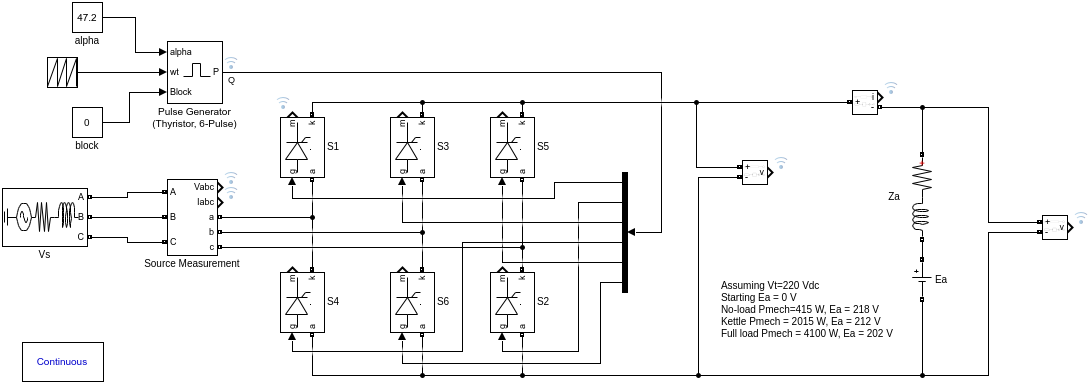 47.2
alpha
alpha
wt
Block
P
Q
Pulse Generator
(Thyristor, 6-Pulse)
0
block
i
+
-
m
k
g
a
S1
m
k
g
a
S3
m
k
g
a
S5
+
-
v
A
B
C
Vs
A
B
C
Vabc
Iabc
a
b
c
Source Measurement
+
Za
+
-
v
m
k
g
a
S4
m
k
g
a
S6
m
k
g
a
S2
+
Ea
Assuming Vt=220 Vdc
Starting Ea = 0 V
No-load Pmech=415 W, Ea = 218 V
Kettle Pmech = 2015 W, Ea = 212 V
Full load Pmech = 4100 W, Ea = 202 V
Continuous